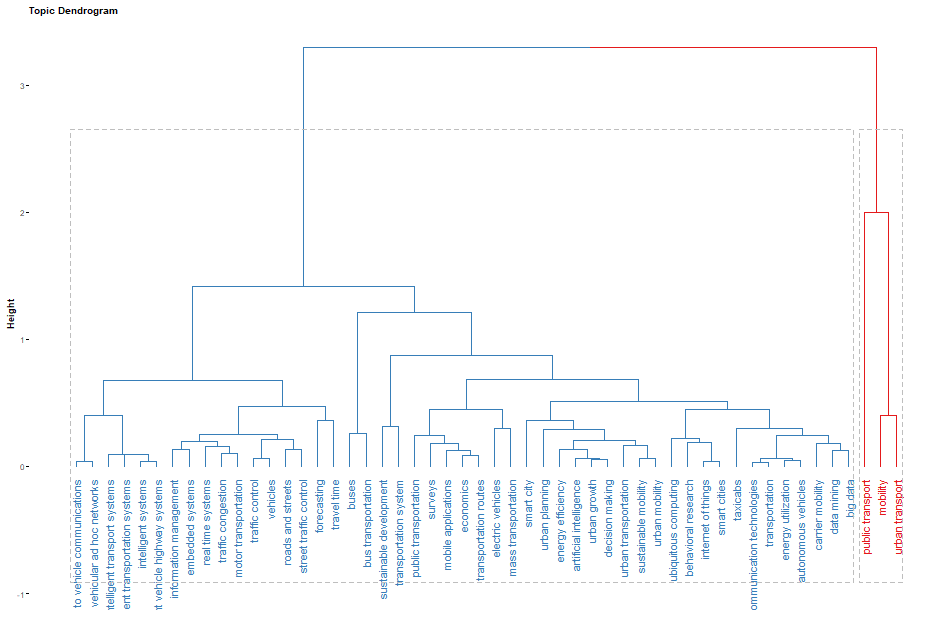 Topic Dendrogram
Height
3
2
1
0
-1
to vehicle communications
vehicular ad hoc networks
telligent transport systems
ent transportation systems
intelligent systems
nt vehicle highway systems
information management
embedded systems
real time systems
traffic congestion
motor transportation
traffic control
vehicles
roads and streets
street traffic control
forecasting
travel time
buses
bus transportation
sustainable development
transportation system
public transportation
surveys
mobile applications
economics
transportation routes
electric vehicles
mass transportation
smart city
urban planning
energy efficiency
artificial intelligence
urban growth
decision making
urban transportation
sustainable mobility
urban mobility
ubiquitous computing
behavioral research
internet of things
smart cities
taxicabs
ommunication technologies
transportation
energy utilization
autonomous vehicles
carrier mobility
data mining
big data
public transport
mobility
urban transport